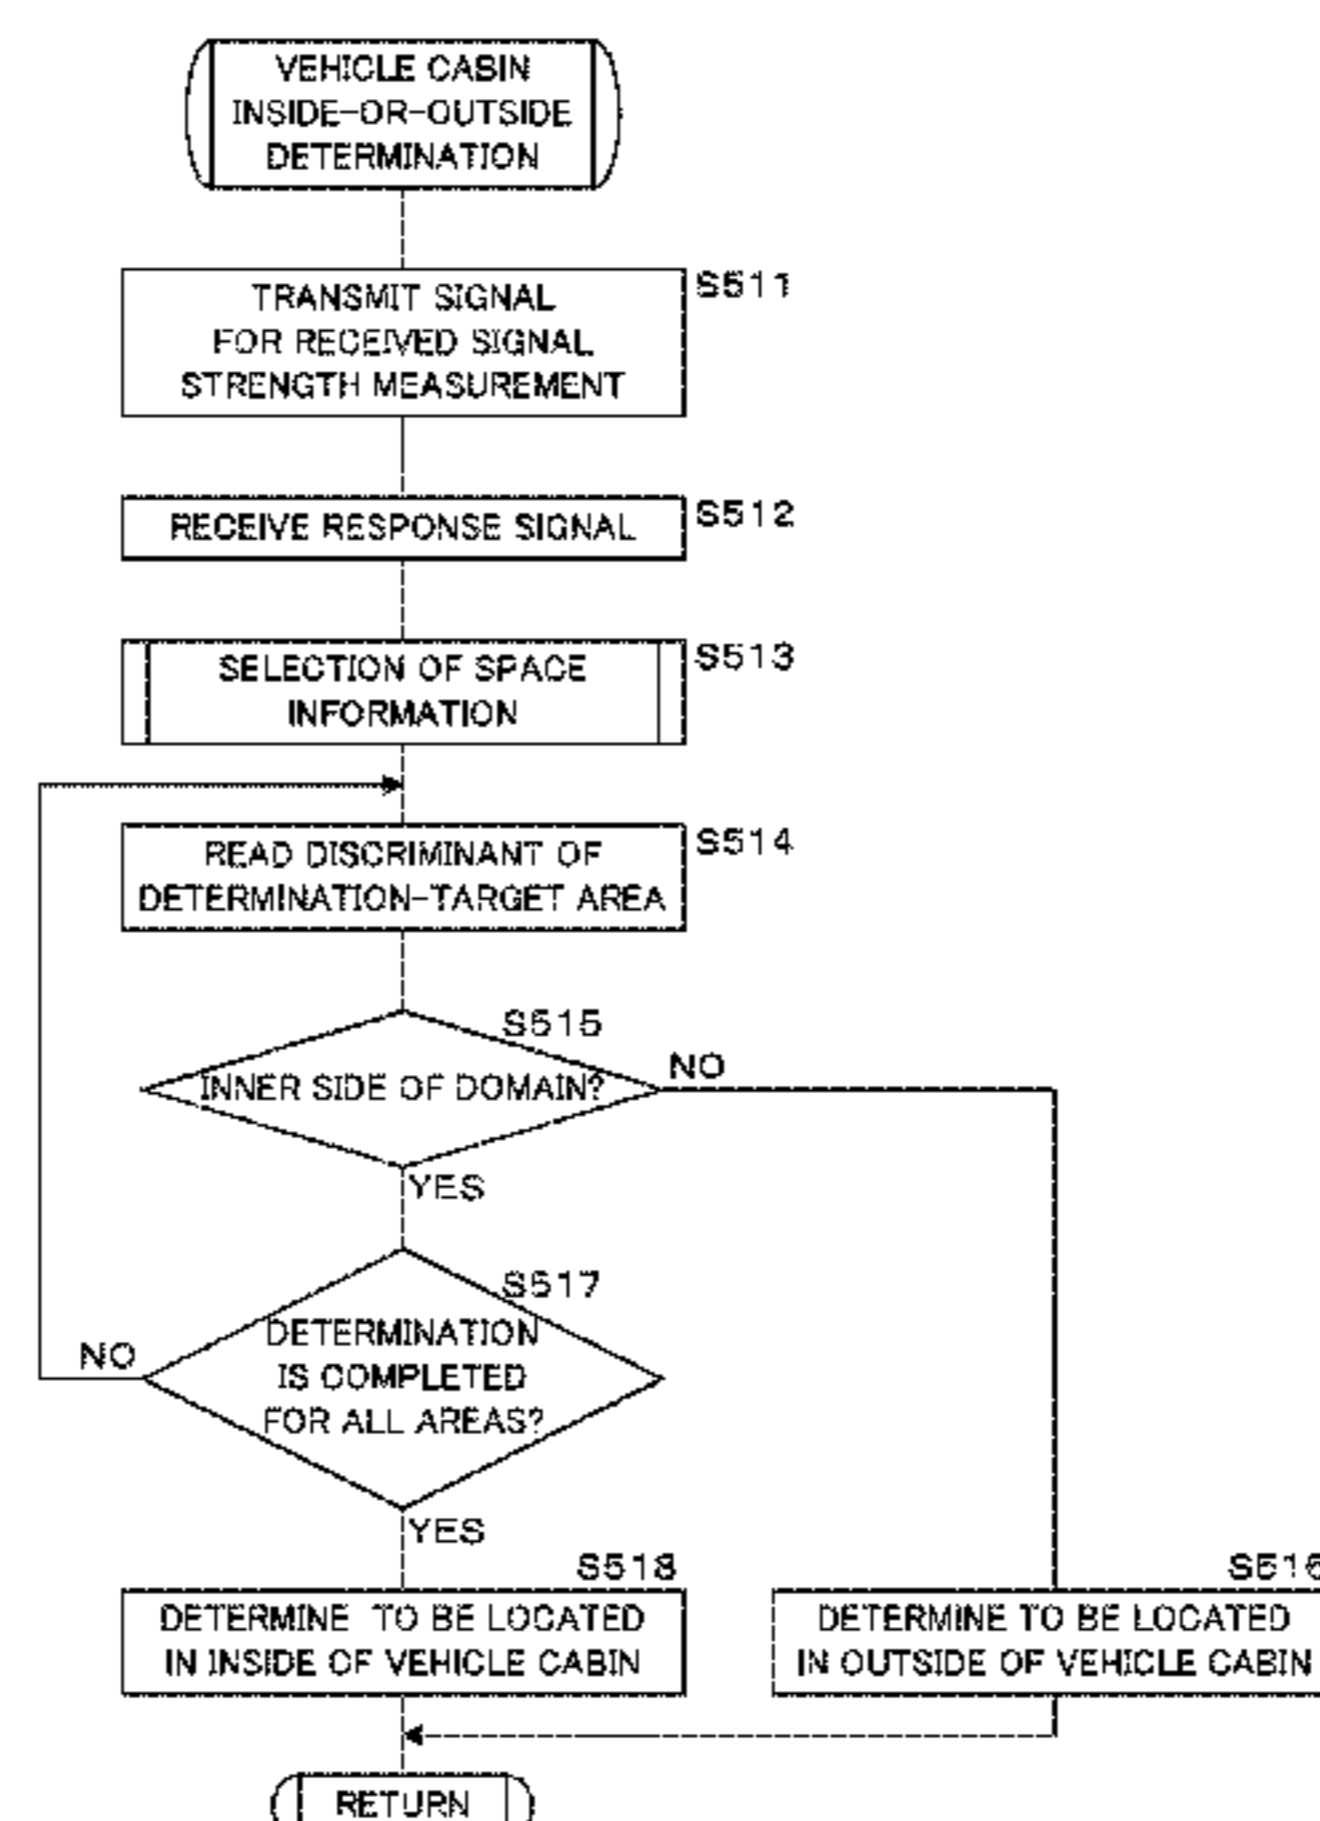 VEHICLE CABIN
INSIDE-OR-OUTSIDE
DETERMINATION
TRANSMIT SIGNAL
FOR RECEIVED SIGNAL
STRENGTH MEASUREMENT
S511
RECEIVE RESPONSE SIGNAL
S512
SELECTION OF SPACE
INFORMATION
S513
READ DISCRIMINANT OF
DETERMINATION-TARGET AREA
S514
S515
INNER SIDE OF DOMAIN?
NO
YES
S517
DETERMINATION
IS COMPLETED
FOR ALL AREAS?
NO
YES
S518
DETERMINE TO BE LOCATED
IN INSIDE OF VEHICLE CABIN
S516
DETERMINE TO BE LOCATED
IN OUTSIDE OF VEHICLE CABIN
RETURN